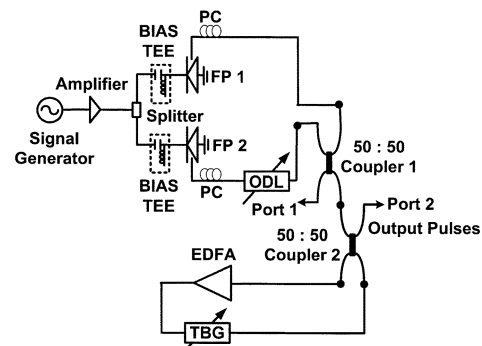 PC
BIAS
TEE
FP 1
Amplifier
Splitter
Signal
Generator
FP 2
BIAS
TEE
PC
ODL
50 : 50
Coupler 1
Port 1
Port 2
Output Pulses
50 : 50
Coupler 2
EDFA
TBG